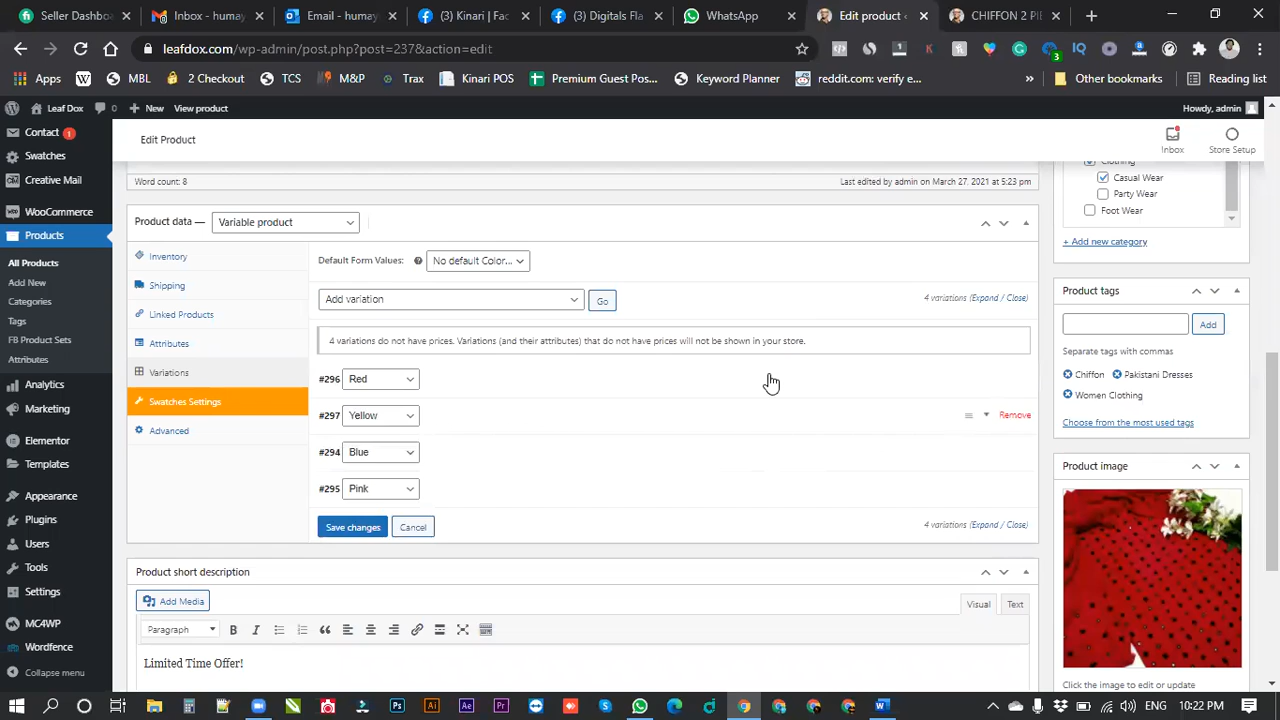 Dashboard
Inbox - humay
Email - humay
(3) Kinari | Fac
(3) Digitals Fla
WhatsApp
Edit product
CHIFFON 2 PIE
leafdox.com/wp-admin/post.php?post=237&action=edit
Apps
MBL
2 Checkout
TCS
M&P
Trax
Kinari POS
Premium Guest Pos...
Keyword Planner
reddit.com: verify e...
Other bookmarks
Reading list
Leaf Dox 0 New View product
Howdy, admin
Contact 1
Swatches
Creative Mail
WooCommerce
Products
All Products
Add New
Categories
Tags
FB Product Sets
Attributes
Analytics
Marketing
Elementor
Templates
Appearance
Plugins
Users
Tools
Settings
MC4WP
Wordfence
Collapse menu
Edit Product
Inbox
Store Setup
Word count: 8
Last edited by admin on March 27, 2021 at 5:23 pm
Product data — Variable product
Inventory
Shipping
Linked Products
Attributes
Variations
Swatches Settings
Advanced
Default Form Values: No default Color...
Add variation
Go
4 variations (Expand / Close)
4 variations do not have prices. Variations (and their attributes) that do not have prices will not be shown in your store.
#296 Red
#297 Yellow
Remove
#294 Blue
#295 Pink
Save changes
Cancel
4 variations (Expand / Close)
Product short description
Add Media
Visual
Text
Paragraph
Limited Time Offer!
Clothing
Casual Wear
Party Wear
Foot Wear
+ Add new category
Product tags
Add
Separate tags with commas
Chiffon
Pakistani Dresses
Women Clothing
Choose from the most used tags
Product image
Click the image to edit or update
10:22 PM